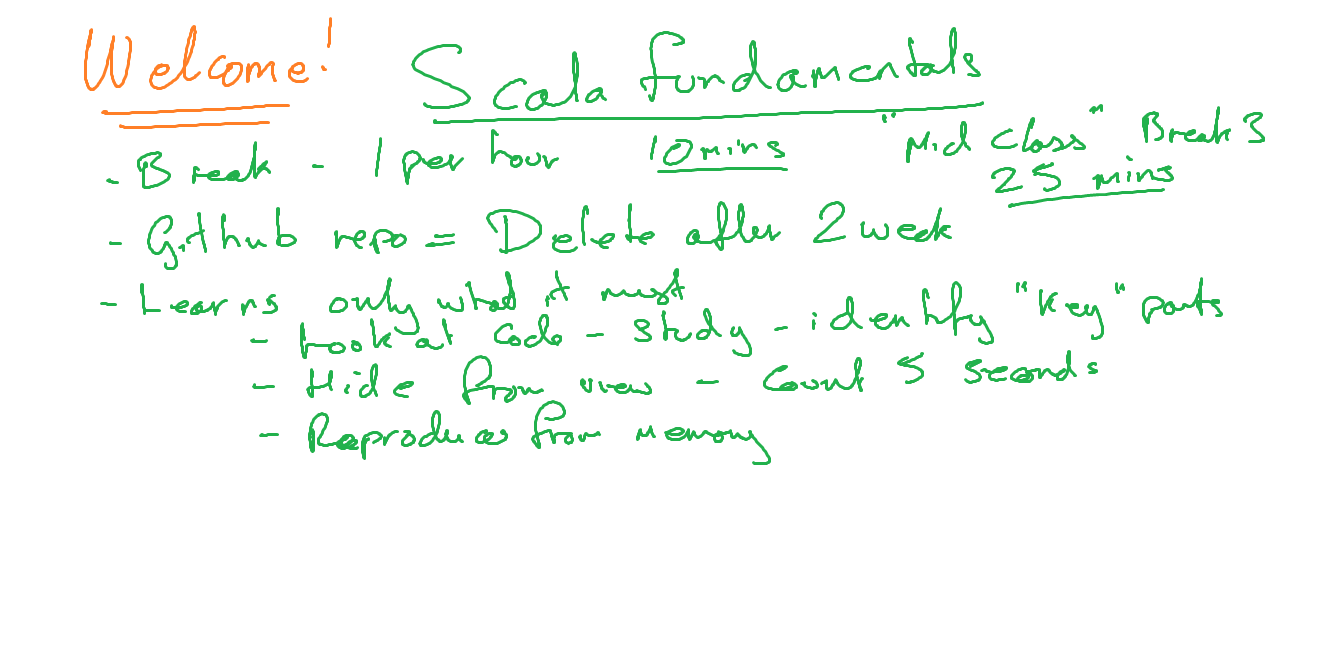 Welcome! Scala fundamentals
- Break - 1 per hour 10 mins "Mid Class" Break 3
25 mins
- Github repo = Delete after 2 week
- Learns only what it must
- Look at Code - study - identify "Key" parts
- Hide from view - Count 5 seconds
- Reproduces from memory